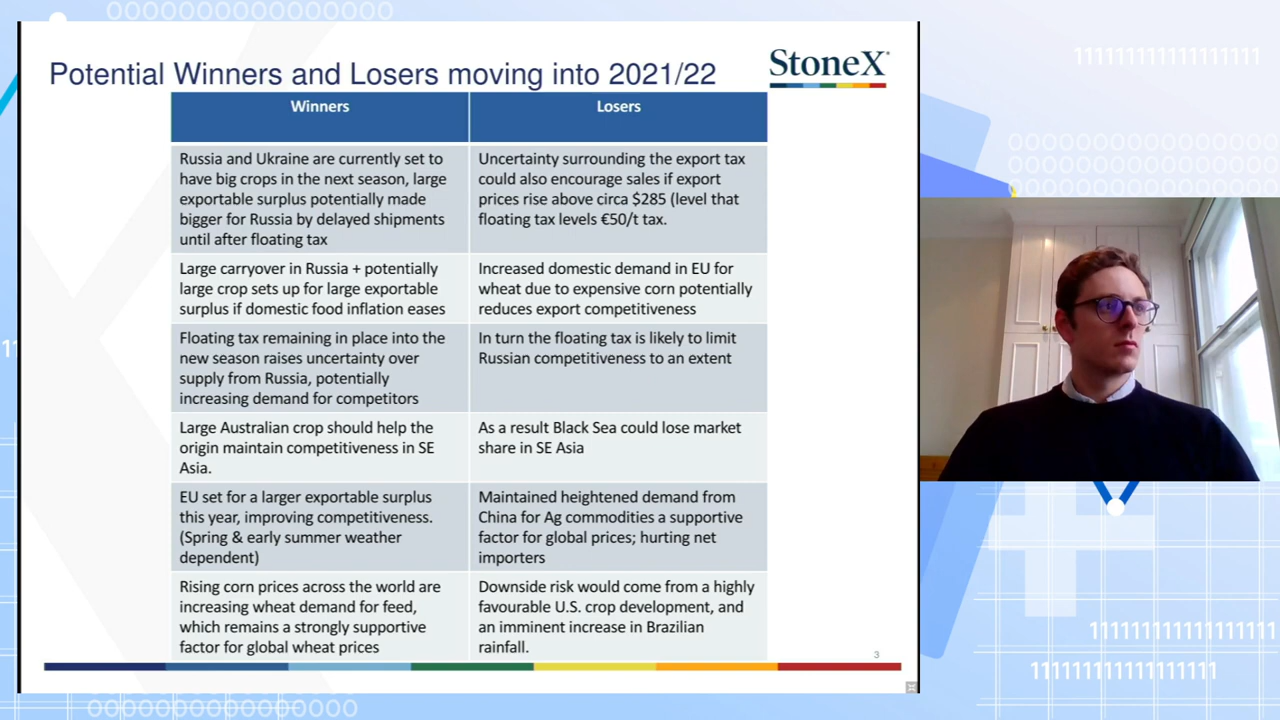 00000000000000000
Potential Winners and Losers moving into 2021/22
StoneX
Winners
Losers
Russia and Ukraine are currently set to
have big crops in the next season, large
exportable surplus potentially made
bigger for Russia by delayed shipments
until after floating tax
Uncertainty surrounding the export tax
could also encourage sales if export
prices rise above circa $285 (level that
floating tax levels €50/t tax.
Large carryover in Russia + potentially
large crop sets up for large exportable
surplus if domestic food inflation eases
Increased domestic demand in EU for
wheat due to expensive corn potentially
reduces export competitiveness
Floating tax remaining in place into the
new season raises uncertainty over
supply from Russia, potentially
increasing demand for competitors
In turn the floating tax is likely to limit
Russian competitiveness to an extent
Large Australian crop should help the
origin maintain competitiveness in SE
Asia.
As a result Black Sea could lose market
share in SE Asia
EU set for a larger exportable surplus
this year, improving competitiveness.
(Spring & early summer weather
dependent)
Maintained heightened demand from
China for Ag commodities a supportive
factor for global prices; hurting net
importers
Rising corn prices across the world are
increasing wheat demand for feed,
which remains a strongly supportive
factor for global wheat prices
Downside risk would come from a highly
favourable U.S. crop development, and
an imminent increase in Brazilian
rainfall.
3